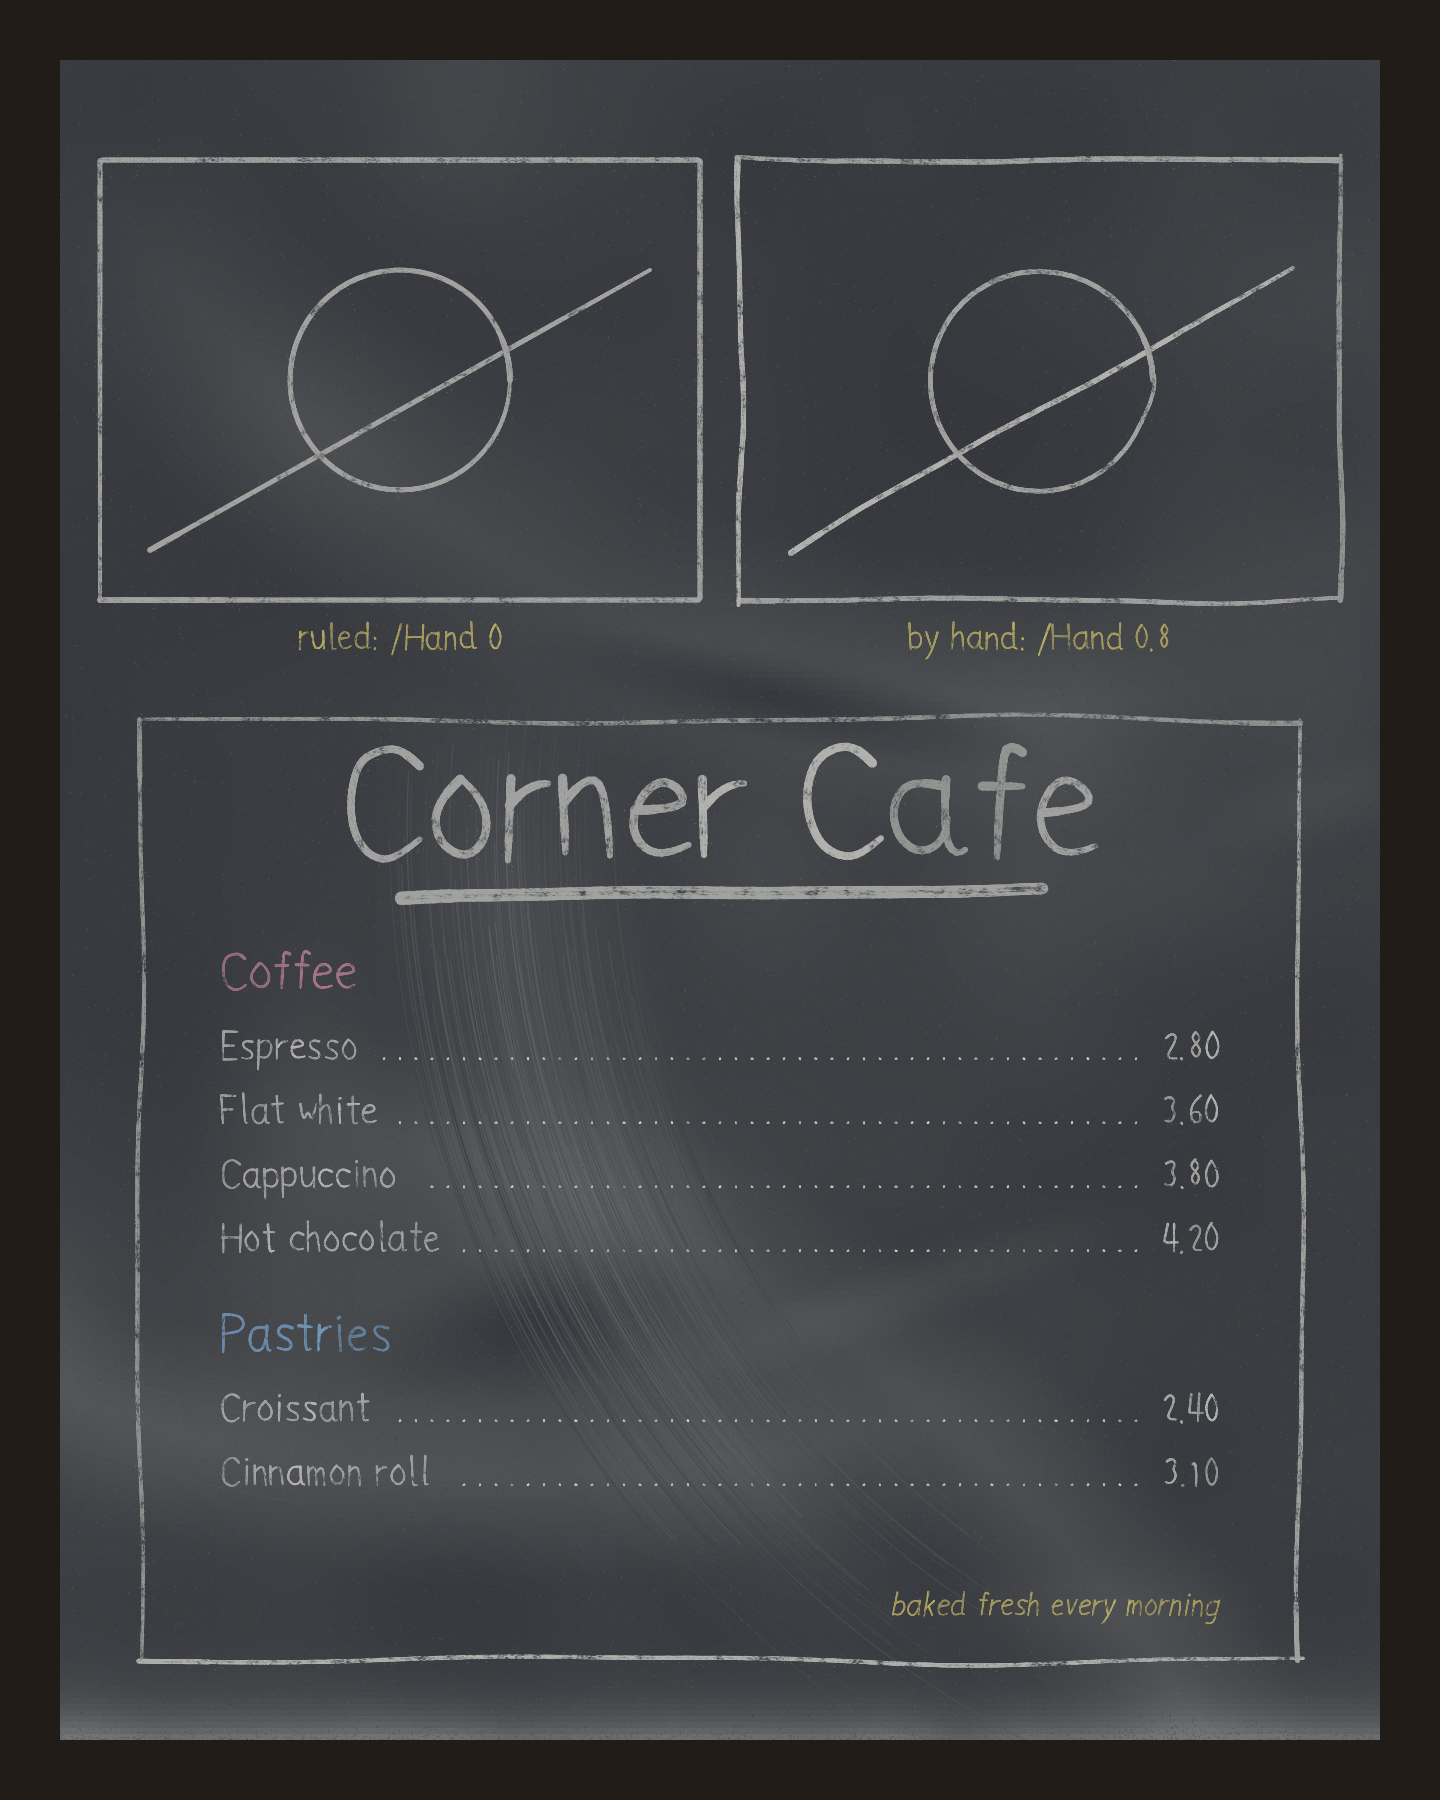 ruled: /Hand 0
by hand: /Hand 0.8
Corner Cafe
Coffee
Espresso ................................................ 2.80
Flat white ............................................... 3.60
Cappuccino ............................................. 3.80
Hot chocolate ........................................... 4.20
Pastries
Croissant ............................................... 2.40
Cinnamon roll ........................................... 3.10
baked fresh every morning